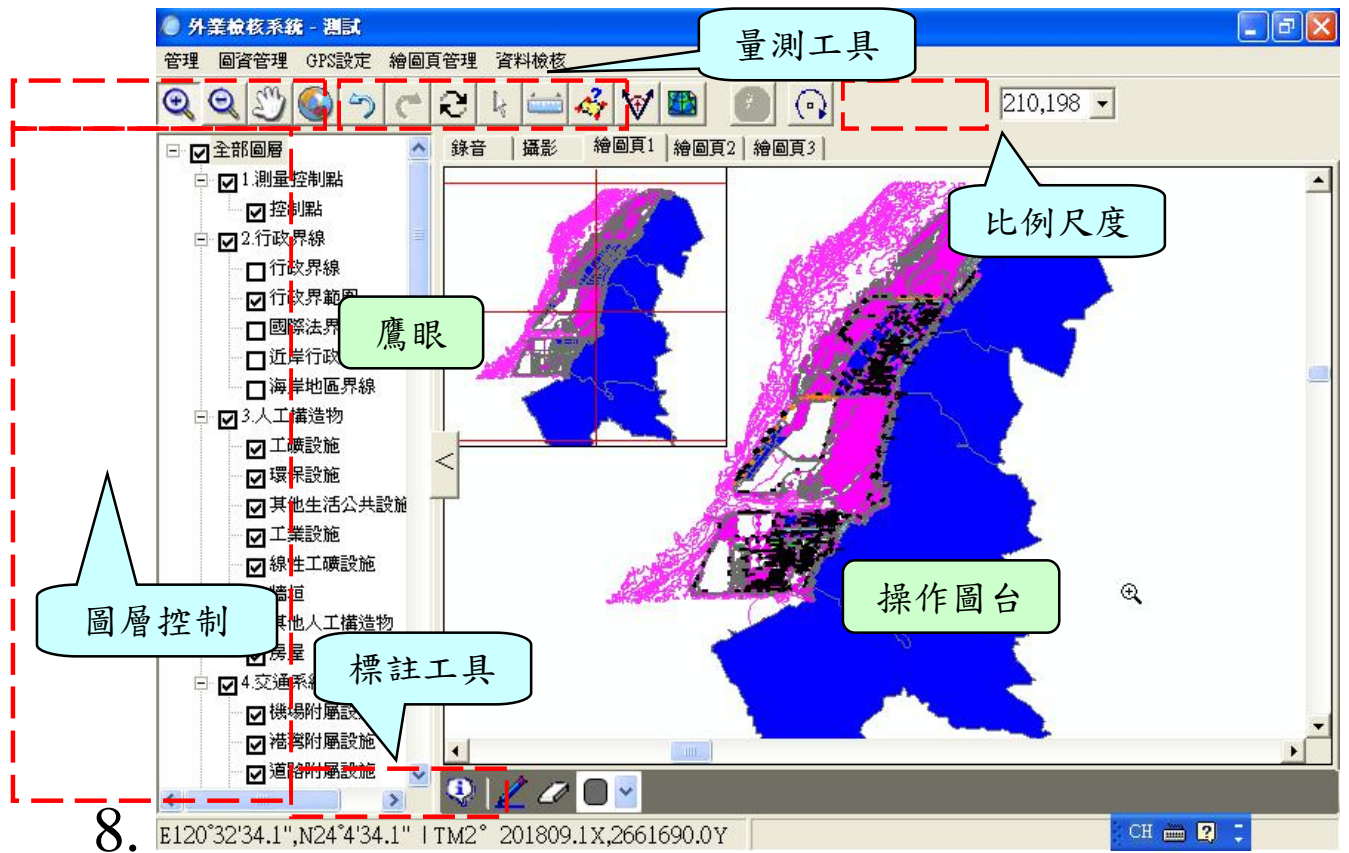 外業檢核系統 - 測試
管理 圖資管理 GPS設定 繪圖頁管理 資料檢核
量測工具
210,198
全部圖層
錄音 攝影 繪圖頁1 繪圖頁2 繪圖頁3
1.測量控制點
控制點
比例尺度
2.行政界線
行政界線
行政界範圍
國際法界
鷹眼
近岸行政
海岸地區界線
3.人工構造物
工礦設施
<
環保設施
其他生活公共設施
工業設施
線性工礦設施
牆垣
操作圖台
圖層控制
其他人工構造物
房屋
標註工具
4.交通系
機場附屬設
港灣附屬設施
道路附屬設施
8.
E120°32'34.1",N24°4'34.1" | TM2° 201809.1X,2661690.0Y
CH